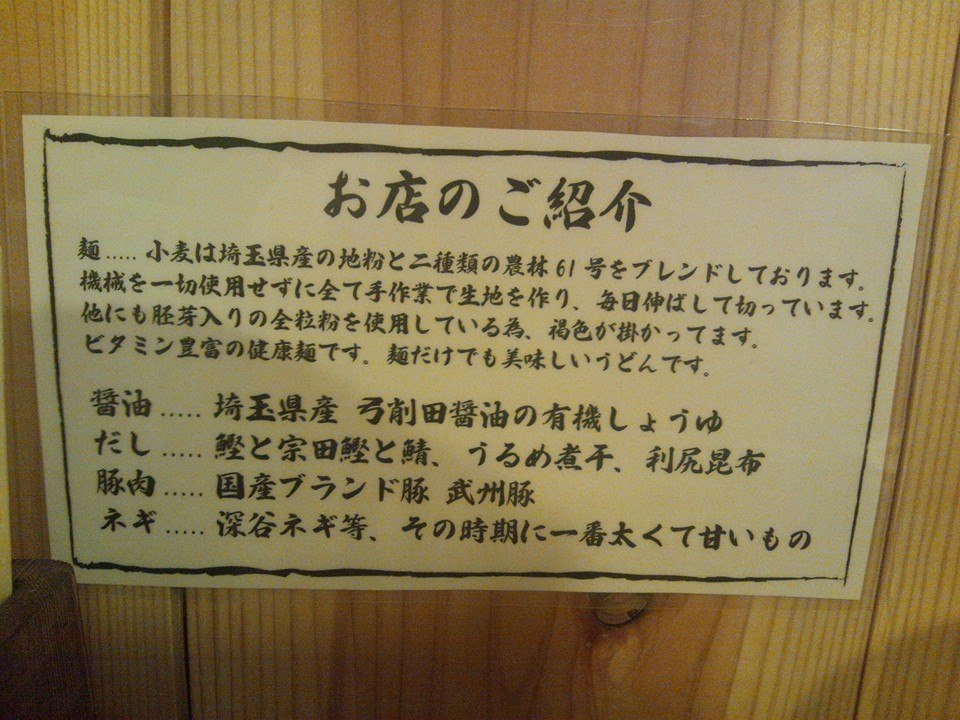 お店のご紹介
麺..... 小麦は埼玉県産の地粉と二種類の農林61号をブレンドしております。
機械を一切使用せずに全て手作業で生地を作り、毎日伸ばして切っています。
他にも胚芽入りの全粒粉を使用している為、褐色が掛かってます。
ビタミン豊富の健康麺です。麺だけでも美味しいうどんです。
醤油..... 埼玉県産 弓削田醤油の有機しょうゆ
だし..... 鰹と宗田鰹と鯖、うるめ煮干、利尻昆布
豚肉..... 国産ブランド豚 武州豚
ネギ..... 深谷ネギ等、その時期に一番太くて甘いもの